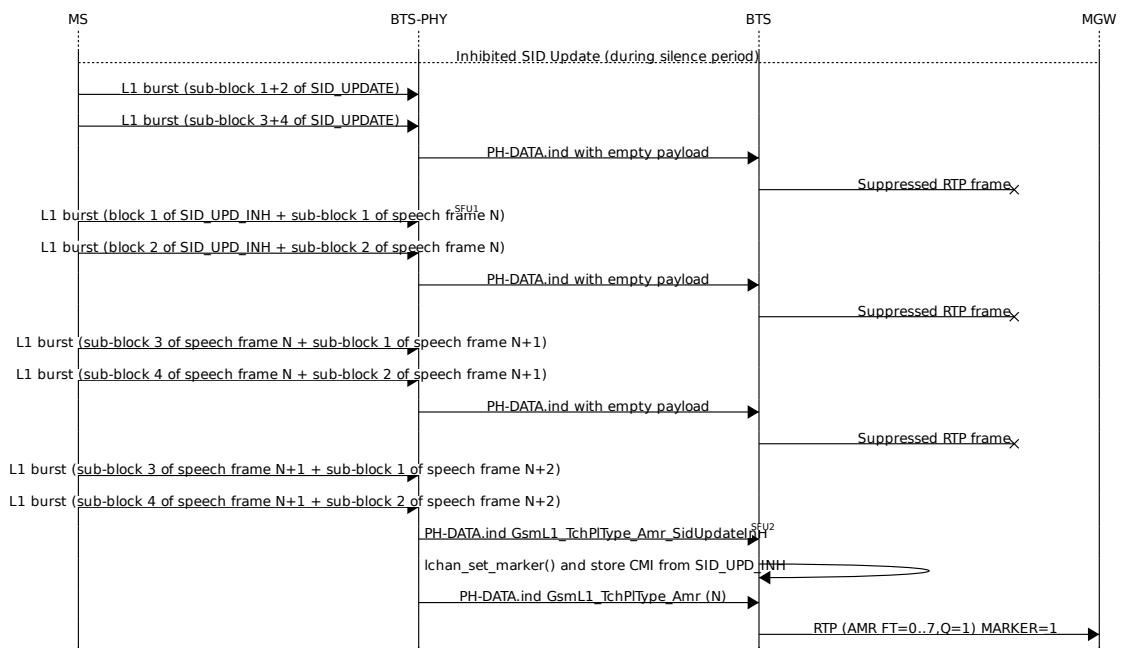 MS BTS-PHY BTS MGW
Inhibited SID Update (during silence period)
L1 burst (sub-block 1+2 of SID_UPDATE)
L1 burst (sub-block 3+4 of SID_UPDATE)
PH-DATA.ind with empty payload
Suppressed RTP frame
SFU1
L1 burst (block 1 of SID_UPD_INH + sub-block 1 of speech frame N)
L1 burst (block 2 of SID_UPD_INH + sub-block 2 of speech frame N)
PH-DATA.ind with empty payload
Suppressed RTP frame
L1 burst (sub-block 3 of speech frame N + sub-block 1 of speech frame N+1)
L1 burst (sub-block 4 of speech frame N + sub-block 2 of speech frame N+1)
PH-DATA.ind with empty payload
Suppressed RTP frame
L1 burst (sub-block 3 of speech frame N+1 + sub-block 1 of speech frame N+2)
L1 burst (sub-block 4 of speech frame N+1 + sub-block 2 of speech frame N+2)
SFU2
PH-DATA.ind GsmL1_TchPlType_Amr_SidUpdateInH
lchan_set_marker() and store CMI from SID_UPD_INH
PH-DATA.ind GsmL1_TchPlType_Amr (N)
RTP (AMR FT=0..7,Q=1) MARKER=1